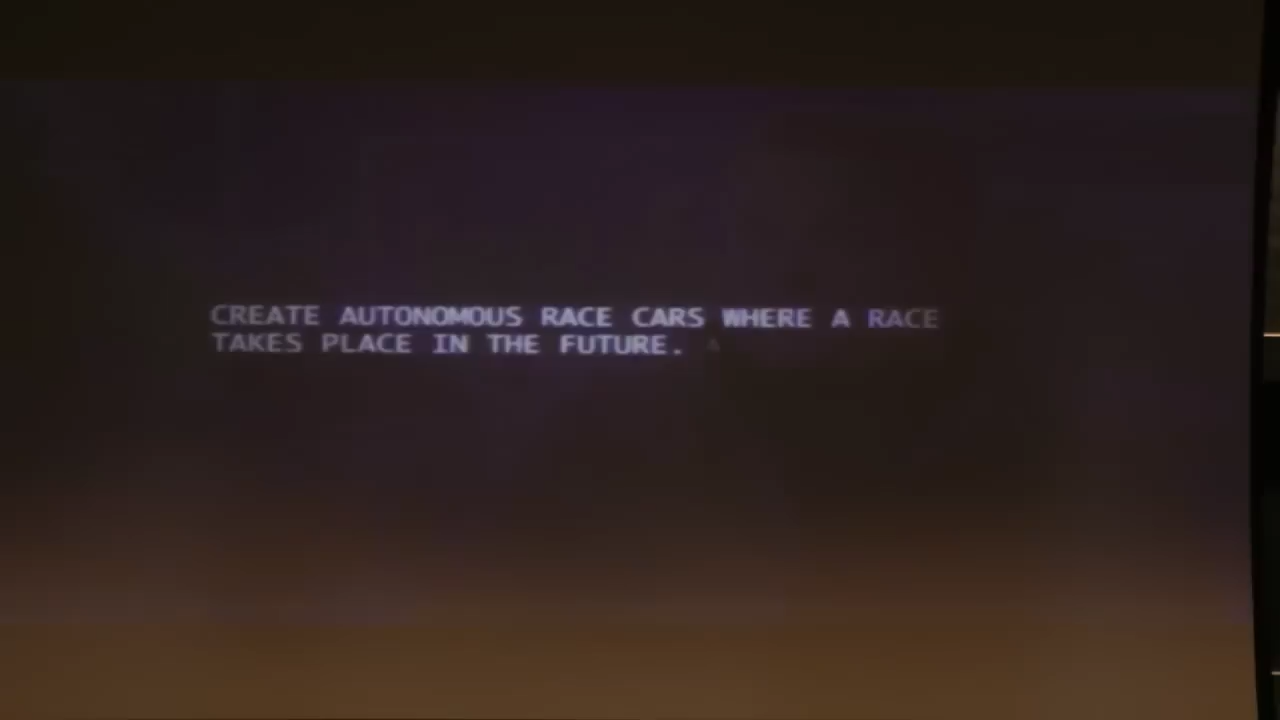 CREATE AUTONOMOUS RACE CARS WHERE A RACE
TAKES PLACE IN THE FUTURE.